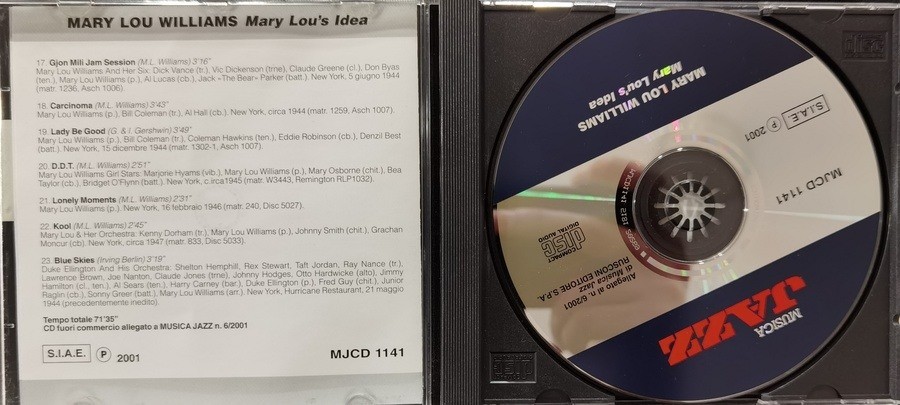 MARY LOU WILLIAMS Mary Lou's Idea
17. Gjon Mili Jam Session (M.L. Williams) 3'16"
Mary Lou Williams And Her Six: Dick Vance (tr.), Vic Dickenson (trne), Claude Greene (cl.), Don Byas
(ten.), Mary Lou Williams (p.), Al Lucas (cb.), Jack «The Bear» Parker (batt.). New York, 5 giugno 1944
(matr. 1236, Asch 1006).
18. Carcinoma (M.L. Williams) 3'43"
Mary Lou Williams (p.), Bill Coleman (tr.), Al Hall (cb.). New York, circa 1944 (matr. 1259, Asch 1007).
19. Lady Be Good (G. & I. Gershwin) 3'49"
Mary Lou Williams (p.), Bill Coleman (tr.), Coleman Hawkins (ten.), Eddie Robinson (cb.), Denzil Best
(batt.). New York, 15 dicembre 1944 (matr. 1302-1, Asch 1007).
20. D.D.T. (M.L. Williams) 2'51"
Mary Lou Williams Girl Stars: Marjorie Hyams (vib.), Mary Lou Williams (p.), Mary Osborne (chit.), Bea
Taylor (cb.), Bridget O'Flynn (batt.). New York, c.irca1945 (matr. W3443, Remington RLP1032).
21. Lonely Moments (M.L. Williams) 2'31"
Mary Lou Williams (p.). New York, 16 febbraio 1946 (matr. 240, Disc 5027).
22. Kool (M.L. Williams) 2'45"
Mary Lou & Her Orchestra: Kenny Dorham (tr.), Mary Lou Williams (p.), Johnny Smith (chit.), Grachan
Moncur (cb). New York, circa 1947 (matr. 833, Disc 5033).
23. Blue Skies (Irving Berlin) 3'19"
Duke Ellington And His Orchestra: Shelton Hemphill, Rex Stewart, Taft Jordan, Ray Nance (tr.),
Lawrence Brown, Joe Nanton, Claude Jones (trne), Johnny Hodges, Otto Hardwicke (alto), Jimmy
Hamilton (cl., ten.), Al Sears (ten.), Harry Carney (bar.), Duke Ellington (p.), Fred Guy (chit.), Junior
Raglin (cb.), Sonny Greer (batt.), Mary Lou Williams (arr.). New York, Hurricane Restaurant, 21 maggio
1944 (precedentemente inedito).
Tempo totale 71'35"
CD fuori commercio allegato a MUSICA JAZZ n. 6/2001
S.I.A.E. P 2001
MJCD 1141
MARY LOU WILLIAMS
Mary Lou's Idea
S.I.A.E. P 2001
MJCD 1141
COMPACT
disc
DIGITAL AUDIO
Allegato al n. 6/2001
di Musica Jazz
RUSCONI EDITORE S.P.A.
MUSICA
JAZZ